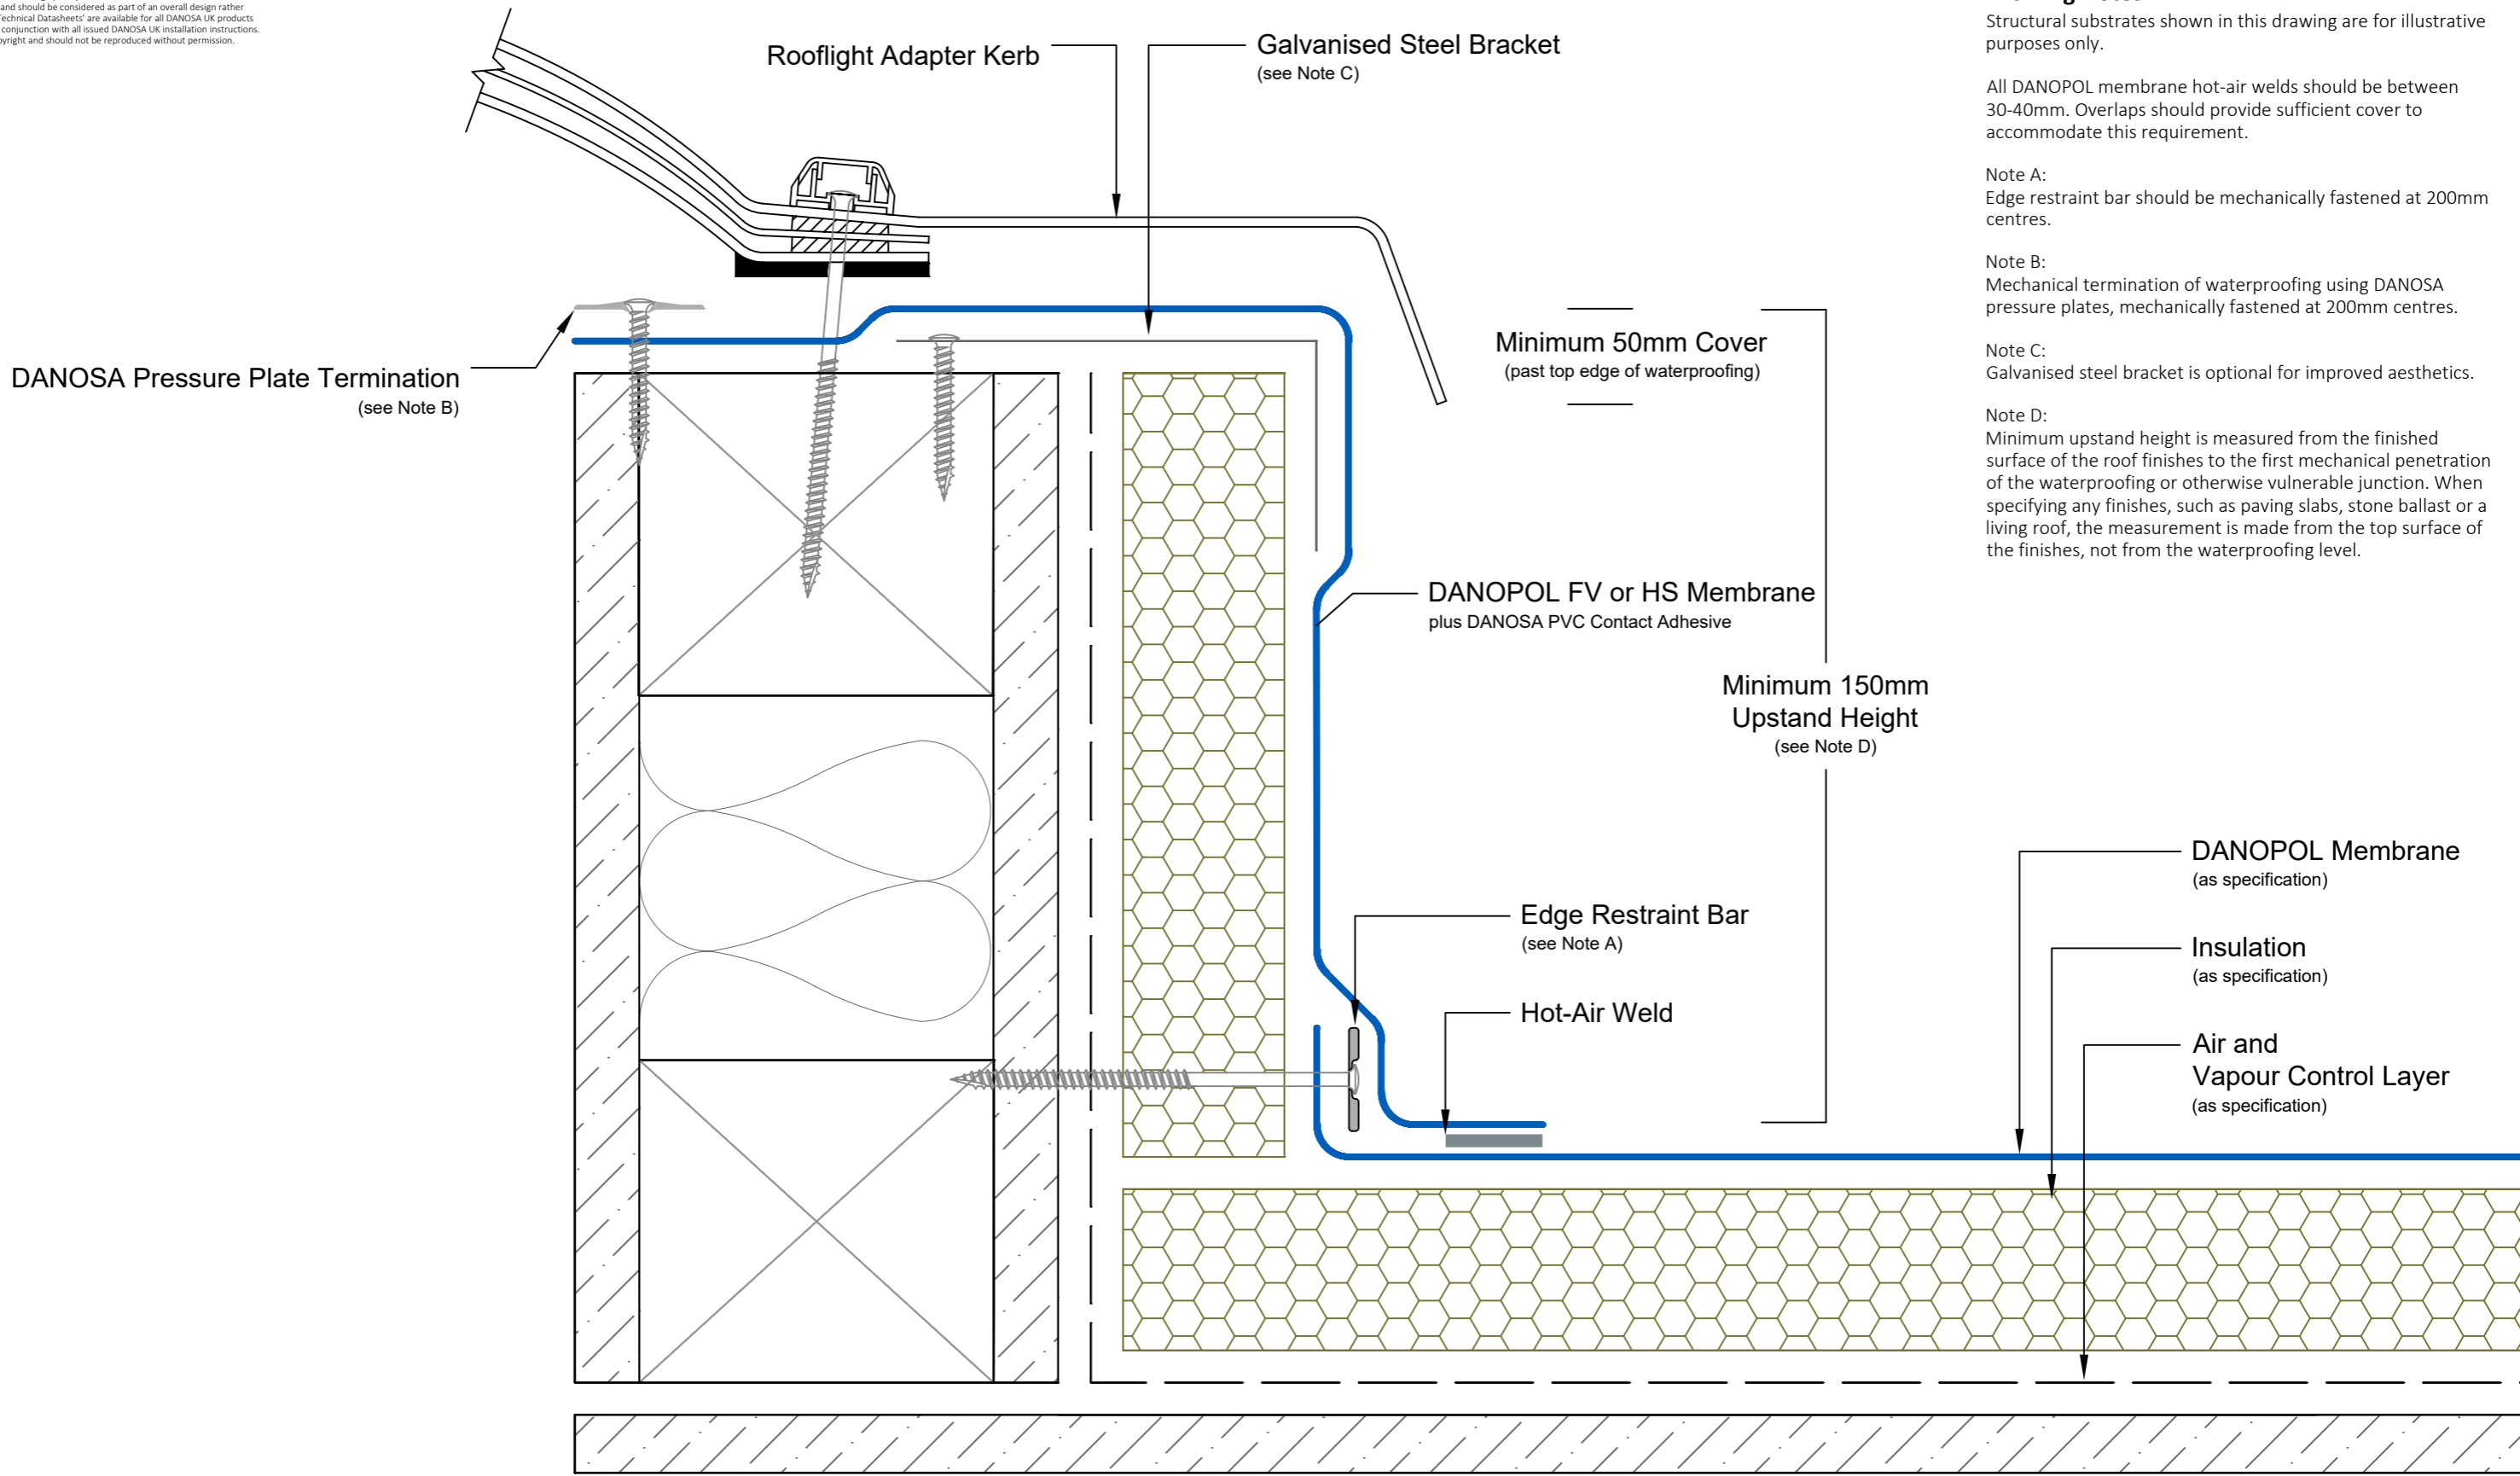 and should be considered as part of an overall design rather
Technical Datasheets' are available for all DANOSA UK products
conjunction with all issued DANOSA UK installation instructions.
and should not be reproduced without permission.
Structural substrates shown in this drawing are for illustrative
purposes only.
All DANOPOL membrane hot-air welds should be between
30-40mm. Overlaps should provide sufficient cover to
accommodate this requirement.
Note A:
Edge restraint bar should be mechanically fastened at 200mm
centres.
Note B:
Mechanical termination of waterproofing using DANOSA
pressure plates, mechanically fastened at 200mm centres.
Note C:
Galvanised steel bracket is optional for improved aesthetics.
Note D:
Minimum upstand height is measured from the finished
surface of the roof finishes to the first mechanical penetration
of the waterproofing or otherwise vulnerable junction. When
specifying any finishes, such as paving slabs, stone ballast or a
living roof, the measurement is made from the top surface of
the finishes, not from the waterproofing level.
Rooflight Adapter Kerb
Galvanised Steel Bracket
(see Note C)
DANOSA Pressure Plate Termination
(see Note B)
Minimum 50mm Cover
(past top edge of waterproofing)
DANOPOL FV or HS Membrane
plus DANOSA PVC Contact Adhesive
Minimum 150mm
Upstand Height
(see Note D)
DANOPOL Membrane
(as specification)
Edge Restraint Bar
(see Note A)
Insulation
(as specification)
Hot-Air Weld
Air and
Vapour Control Layer
(as specification)